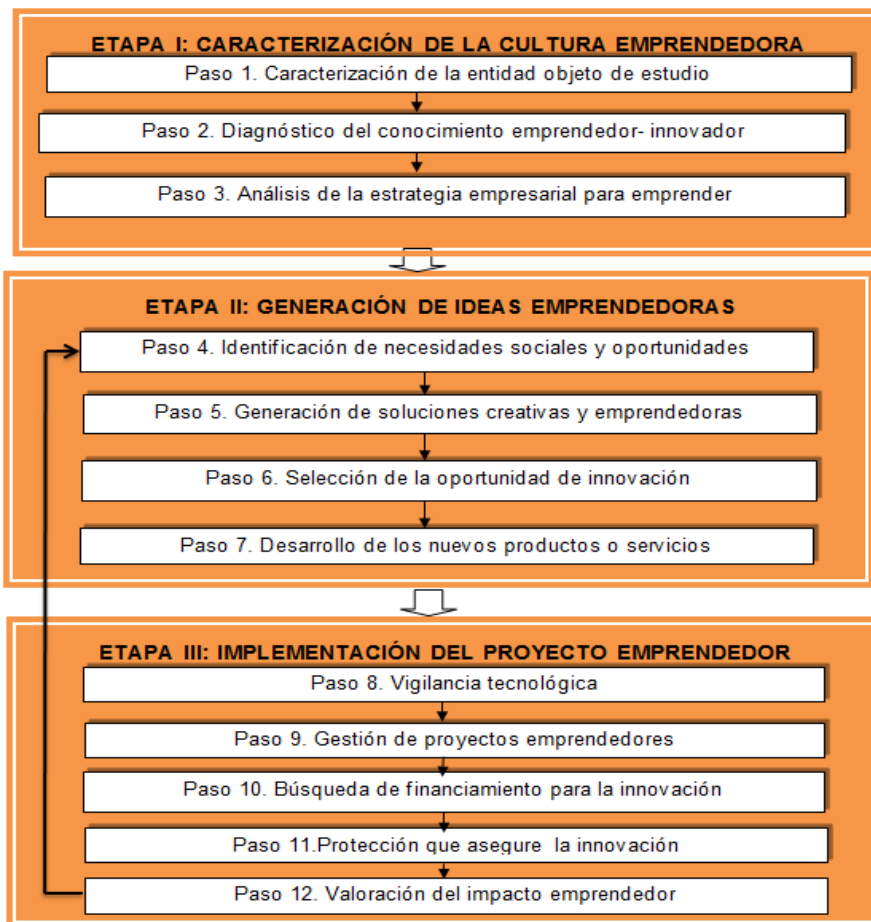 ETAPA I: CARACTERIZACIÓN DE LA CULTURA EMPRENDEDORA
Paso 1. Caracterización de la entidad objeto de estudio
Paso 2. Diagnóstico del conocimiento emprendedor- innovador
Paso 3. Análisis de la estrategia empresarial para emprender
ETAPA II: GENERACIÓN DE IDEAS EMPRENDEDORAS
Paso 4. Identificación de necesidades sociales y oportunidades
Paso 5. Generación de soluciones creativas y emprendedoras
Paso 6. Selección de la oportunidad de innovación
Paso 7. Desarrollo de los nuevos productos o servicios
ETAPA III: IMPLEMENTACIÓN DEL PROYECTO EMPRENDEDOR
Paso 8. Vigilancia tecnológica
Paso 9. Gestión de proyectos emprendedores
Paso 10. Búsqueda de financiamiento para la innovación
Paso 11.Protección que asegure la innovación
Paso 12. Valoración del impacto emprendedor